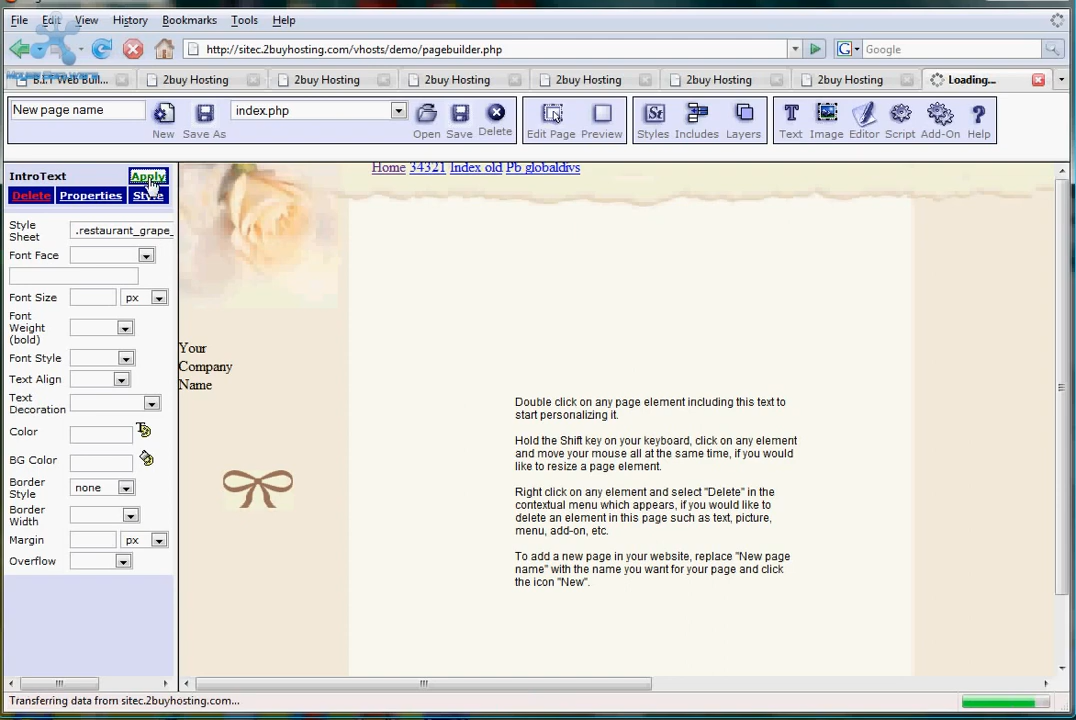 File Edit View History Bookmarks Tools Help
http://sitec.2buyhosting.com/vhosts/demo/pagebuilder.php
Google
B.I.T Web Buil...
2buy Hosting
2buy Hosting
2buy Hosting
2buy Hosting
2buy Hosting
2buy Hosting
Loading...
New page name
index.php
New Save As Open Save Delete Edit Page Preview Styles Includes Layers Text Image Editor Script Add-On Help
IntroText Apply
Delete Properties Style
Home 34321 Index old Pb globaldivs
Style
Sheet
.restaurant_grape_
Font Face
Font Size px
Font
Weight
(bold)
Font Style
Text Align
Text
Decoration
Color
BG Color
Border
Style
none
Border
Width
Margin px
Overflow
Your
Company
Name
Double click on any page element including this text to
start personalizing it.
Hold the Shift key on your keyboard, click on any element
and move your mouse all at the same time, if you would
like to resize a page element.
Right click on any element and select "Delete" in the
contextual menu which appears, if you would like to
delete an element in this page such as text, picture,
menu, add-on, etc.
To add a new page in your website, replace "New page
name" with the name you want for your page and click
the icon "New".
Transferring data from sitec.2buyhosting.com...